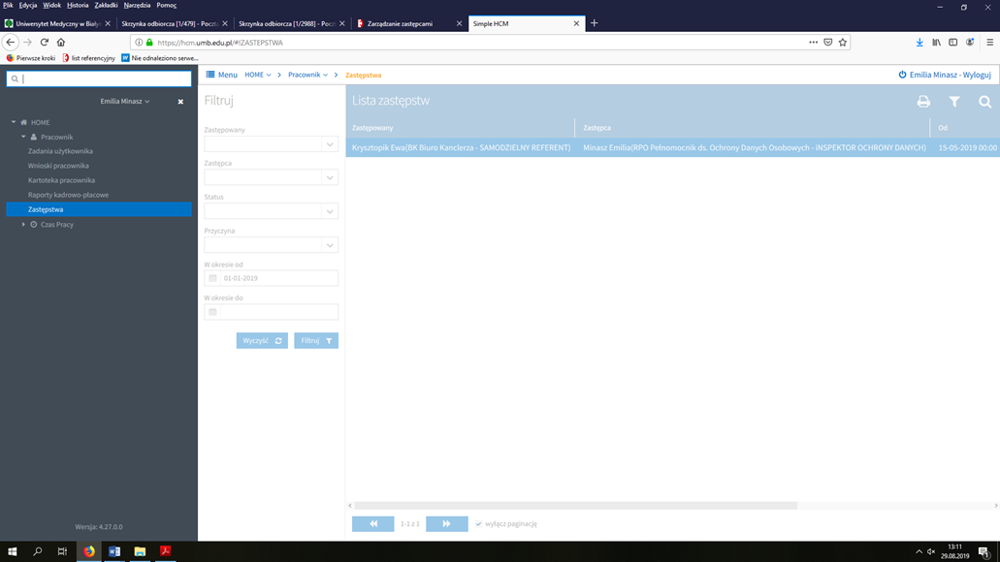 Plik Edycja Widok Historia Zakładki Narzędzia Pomoc
Uniwersytet Medyczny w Białys
Skrzynka odbiorcza [1/479] - Poczt
Skrzynka odbiorcza [1/2988] - Pocz
Zarządzanie zastępcami
Simple HCM
https://hcm.umb.edu.pl/#!ZASTEPSTWA
Pierwsze kroki list referencyjny Nie odnaleziono serwe...
Emilia Minasz
HOME
Pracownik
Zadania użytkownika
Wnioski pracownika
Kartoteka pracownika
Raporty kadrowo-płacowe
Zastępstwa
Czas Pracy
Wersja: 4.27.0.0
Menu HOME Pracownik Zastępstwa
Emilia Minasz - Wyloguj
Filtruj
Zastępowany
Zastępca
Status
Przyczyna
W okresie od
01-01-2019
W okresie do
Wyczyść Filtruj
Lista zastępstw
Zastępowany Zastępca Od
Krysztopik Ewa(BK Biuro Kanclerza - SAMODZIELNY REFERENT) Minasz Emilia(RPO Pełnomocnik ds. Ochrony Danych Osobowych - INSPEKTOR OCHRONY DANYCH) 15-05-2019 00:00
1-1 z 1 wyłącz paginację
13:11
29.08.2019
1